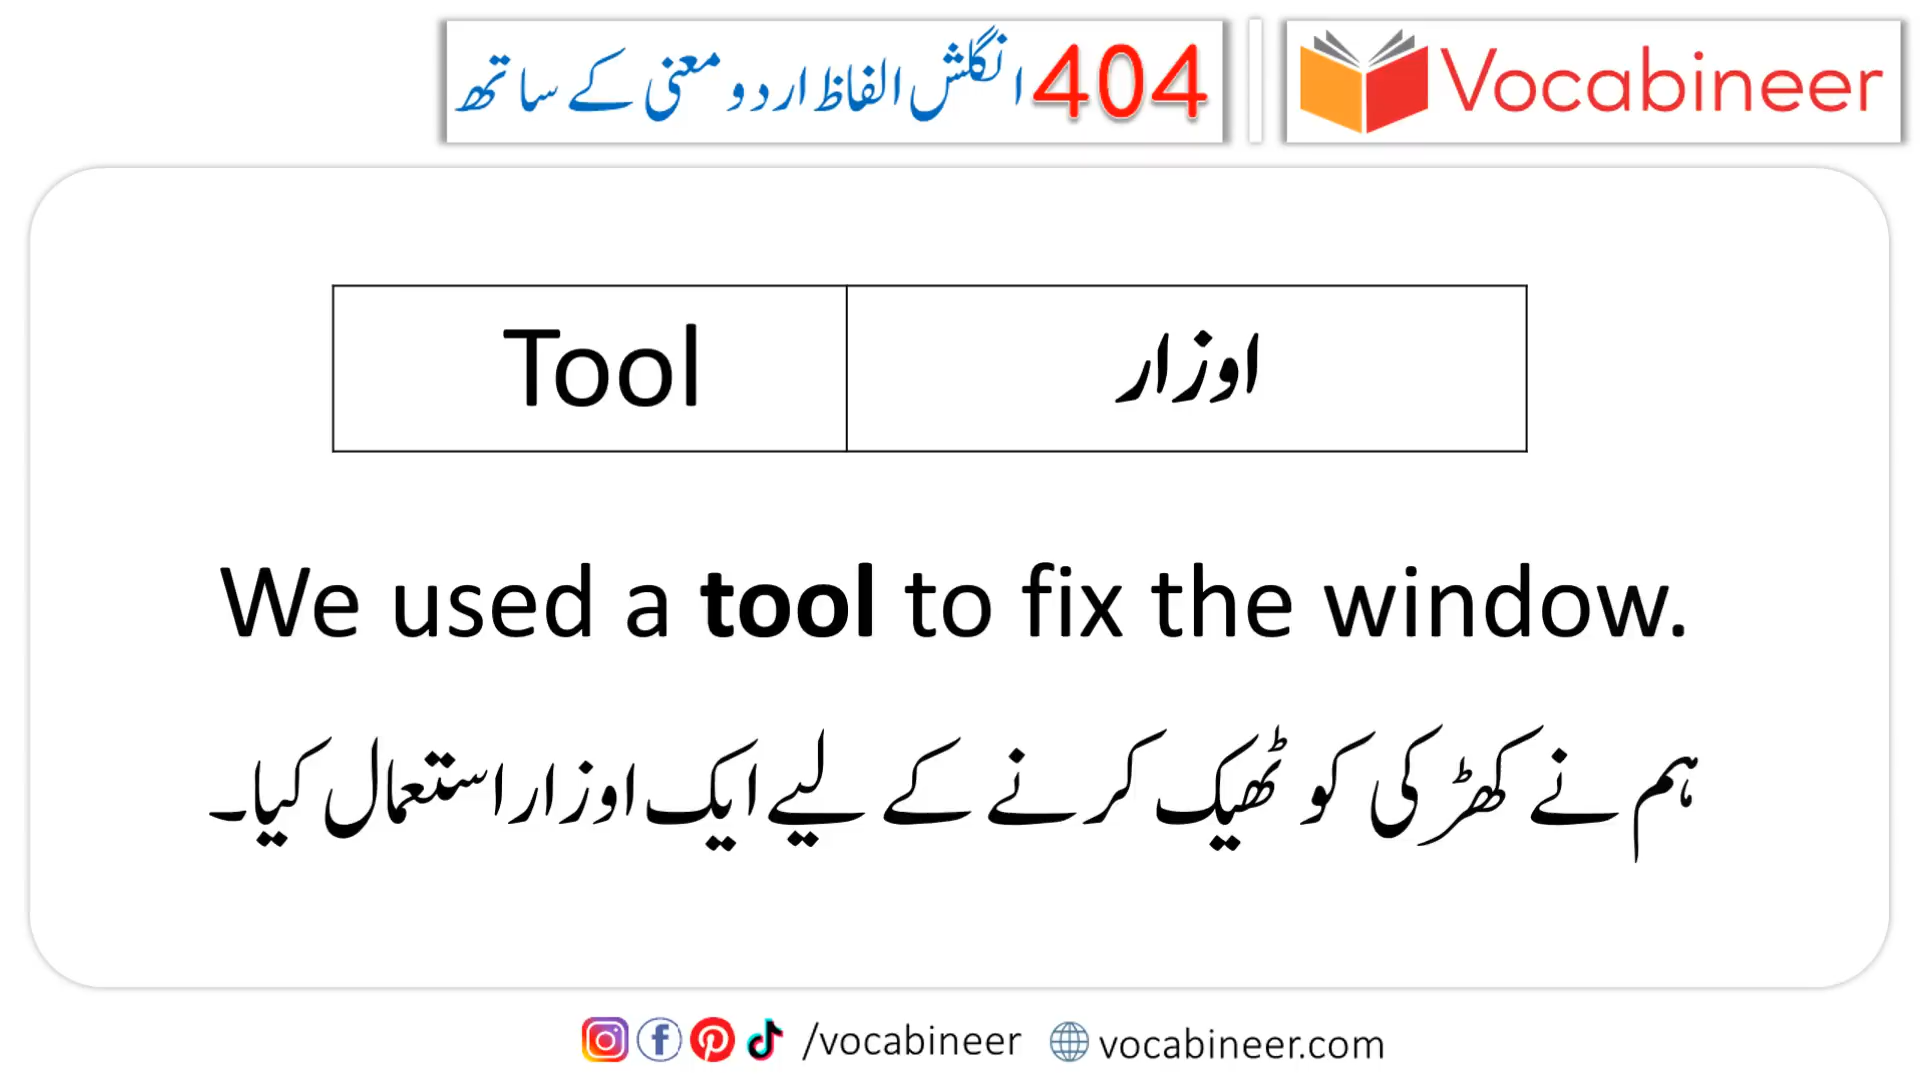 404 انگلش الفاظ اردو معنی کے ساتھ
Vocabineer
Tool
اوزار
We used a tool to fix the window.
ہم نے کھڑکی کو ٹھیک کرنے کے لیے ایک اوزار استعمال کیا۔
/vocabineer
vocabineer.com